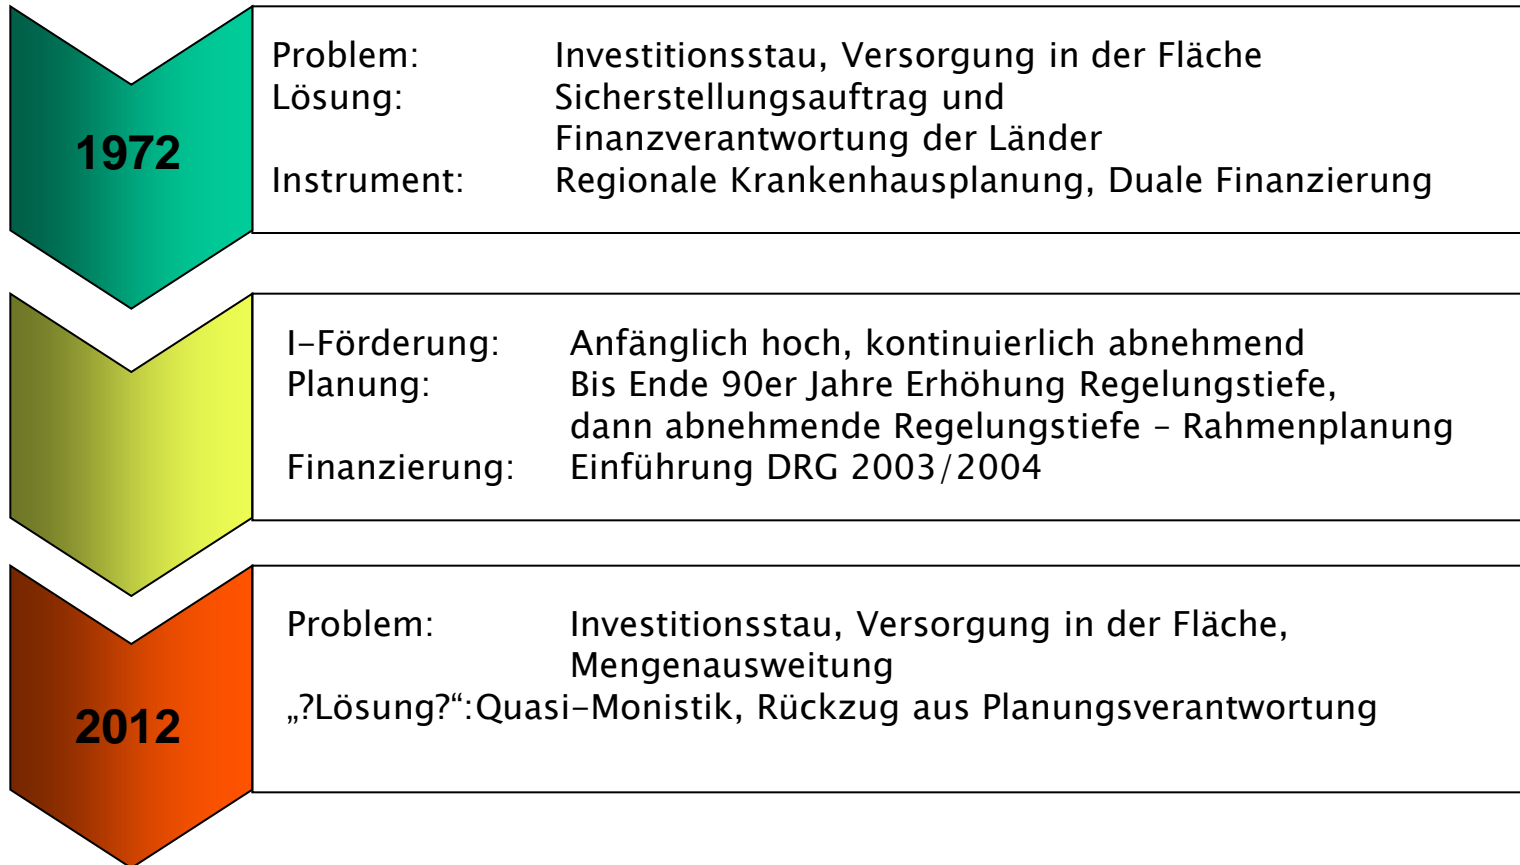 1972
Problem: Investitionsstau, Versorgung in der Fläche
Lösung: Sicherstellungsauftrag und
Finanzverantwortung der Länder
Instrument: Regionale Krankenhausplanung, Duale Finanzierung
I-Förderung: Anfänglich hoch, kontinuierlich abnehmend
Planung: Bis Ende 90er Jahre Erhöhung Regelungstiefe,
dann abnehmende Regelungstiefe – Rahmenplanung
Finanzierung: Einführung DRG 2003/2004
2012
Problem: Investitionsstau, Versorgung in der Fläche,
Mengenausweitung
„?Lösung?“:Quasi-Monistik, Rückzug aus Planungsverantwortung